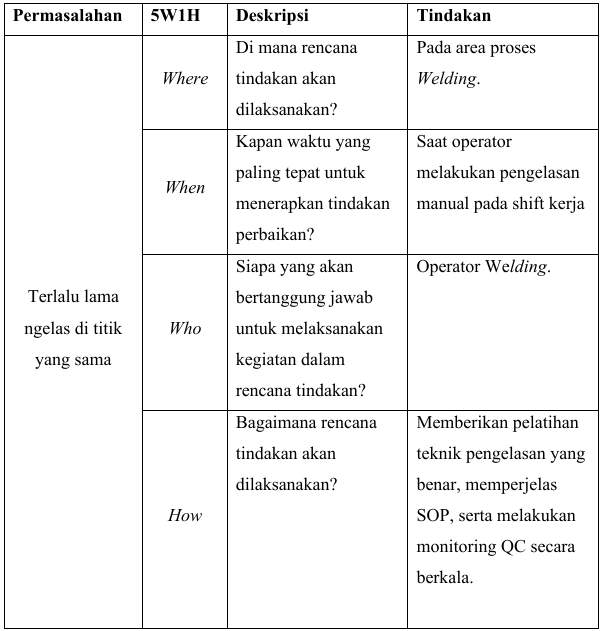 Permasalahan 5W1H Deskripsi Tindakan
Where
Di mana rencana
tindakan akan
dilaksanakan?
Pada area proses
Welding.
When
Kapan waktu yang
paling tepat untuk
menerapkan tindakan
perbaikan?
Saat operator
melakukan pengelasan
manual pada shift kerja
Terlalu lama
ngelas di titik
yang sama
Who
Siapa yang akan
bertanggung jawab
untuk melaksanakan
kegiatan dalam
rencana tindakan?
Operator Welding.
How
Bagaimana rencana
tindakan akan
dilaksanakan?
Memberikan pelatihan
teknik pengelasan yang
benar, memperjelas
SOP, serta melakukan
monitoring QC secara
berkala.